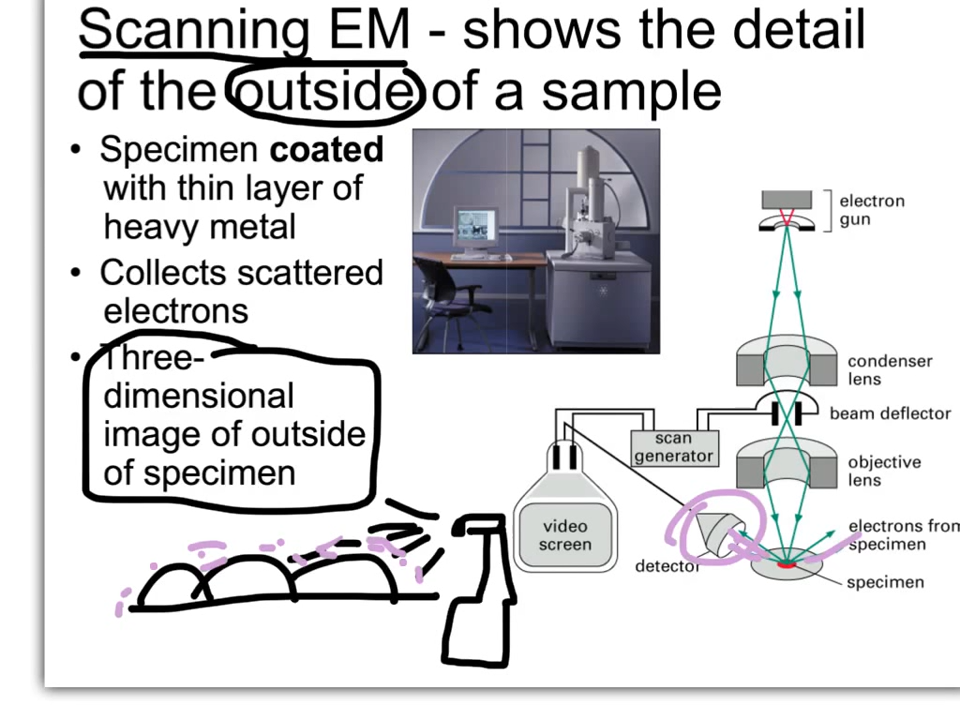 Scanning EM - shows the detail
of the outside of a sample
• Specimen coated
with thin layer of
heavy metal
• Collects scattered
electrons
• Three-
dimensional
image of outside
of specimen
electron
gun
condenser
lens
beam deflector
scan
generator
objective
lens
video
screen
electrons from
specimen
detector
specimen